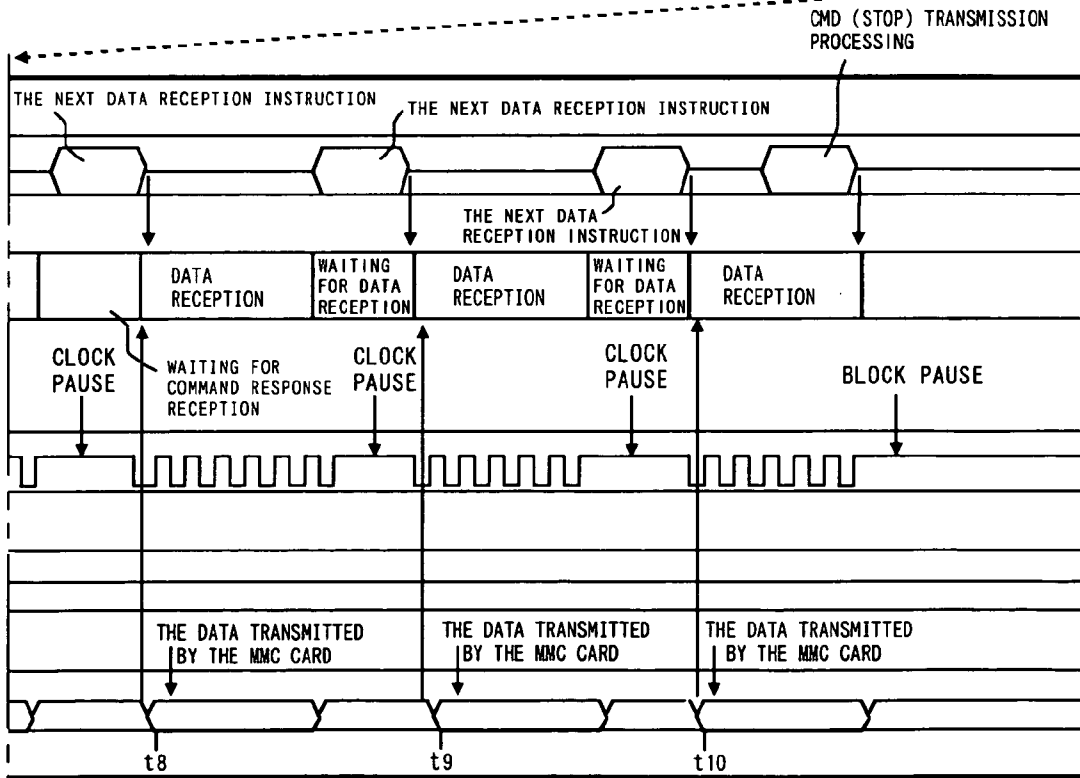 CMD (STOP) TRANSMISSION
PROCESSING
THE NEXT DATA RECEPTION INSTRUCTION
THE NEXT DATA RECEPTION INSTRUCTION
THE NEXT DATA
RECEPTION INSTRUCTION
DATA
RECEPTION
WAITING
FOR DATA
RECEPTION
DATA
RECEPTION
WAITING
FOR DATA
RECEPTION
DATA
RECEPTION
CLOCK
PAUSE
WAITING FOR
COMMAND RESPONSE
RECEPTION
CLOCK
PAUSE
CLOCK
PAUSE
BLOCK PAUSE
THE DATA TRANSMITTED
BY THE MMC CARD
THE DATA TRANSMITTED
BY THE MMC CARD
THE DATA TRANSMITTED
BY THE MMC CARD
t8
t9
t10